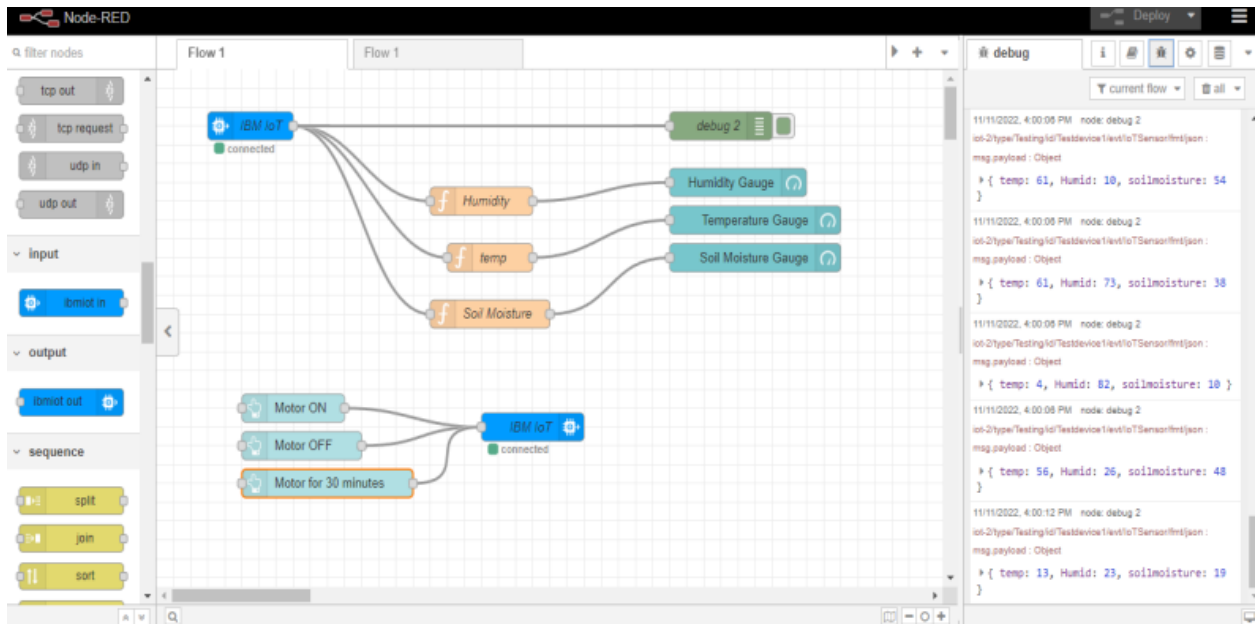 Node-RED
Deploy
filter nodes
Flow 1
Flow 1
debug
i
current flow
all
tcp out
tcp request
udp in
udp out
input
ibmiot in
output
ibmiot out
sequence
split
join
sort
IBM IoT
connected
debug 2
Humidity
Humidity Gauge
Temperature Gauge
temp
Soil Moisture Gauge
Soil Moisture
Motor ON
Motor OFF
Motor for 30 minutes
IBM IoT
connected
11/11/2022, 4:00:06 PM node: debug 2
iot-2/type/Testing/id/Testdevice1/evt/IoTSensor/fmt/json :
msg.payload : Object
{ temp: 61, Humid: 10, soilmoisture: 54
}
11/11/2022, 4:00:06 PM node: debug 2
iot-2/type/Testing/id/Testdevice1/evt/IoTSensor/fmt/json :
msg.payload : Object
{ temp: 61, Humid: 73, soilmoisture: 38
}
11/11/2022, 4:00:06 PM node: debug 2
iot-2/type/Testing/id/Testdevice1/evt/IoTSensor/fmt/json :
msg.payload : Object
{ temp: 4, Humid: 82, soilmoisture: 10 }
11/11/2022, 4:00:06 PM node: debug 2
iot-2/type/Testing/id/Testdevice1/evt/IoTSensor/fmt/json :
msg.payload : Object
{ temp: 56, Humid: 26, soilmoisture: 48
}
11/11/2022, 4:00:12 PM node: debug 2
iot-2/type/Testing/id/Testdevice1/evt/IoTSensor/fmt/json :
msg.payload : Object
{ temp: 13, Humid: 23, soilmoisture: 19
}